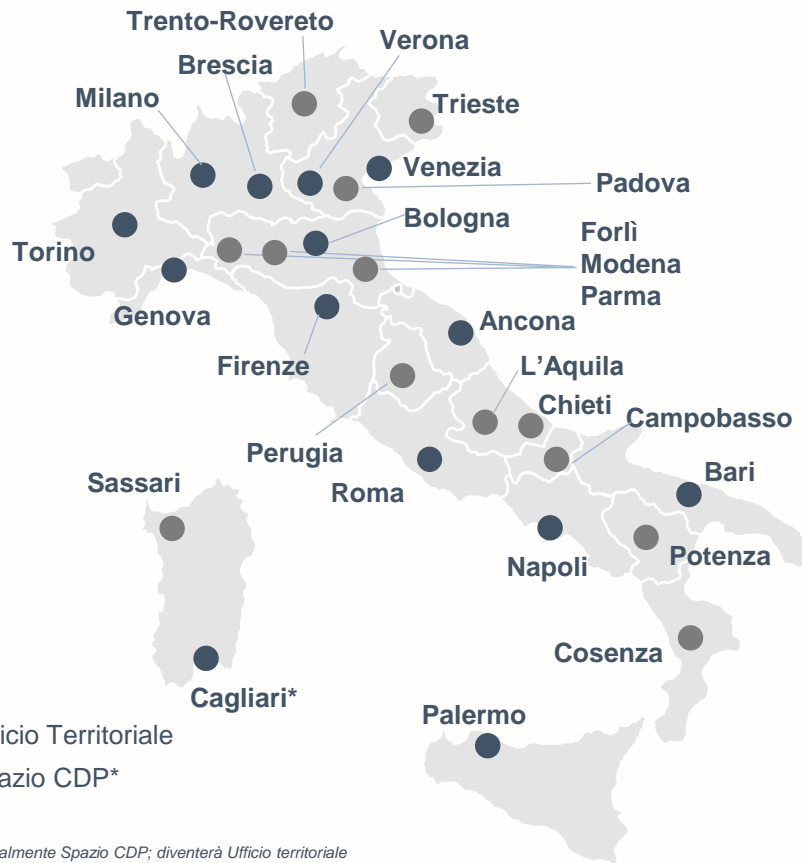 Trento-Rovereto
Verona
Brescia
Milano
Trieste
Venezia
Padova
Bologna
Forlì
Modena
Parma
Torino
Genova
Ancona
Firenze
L’Aquila
Chieti
Campobasso
Perugia
Sassari
Roma
Bari
Napoli
Potenza
Cosenza
Cagliari*
Palermo
icio Territoriale
azio CDP*
almente Spazio CDP; diventerà Ufficio territoriale